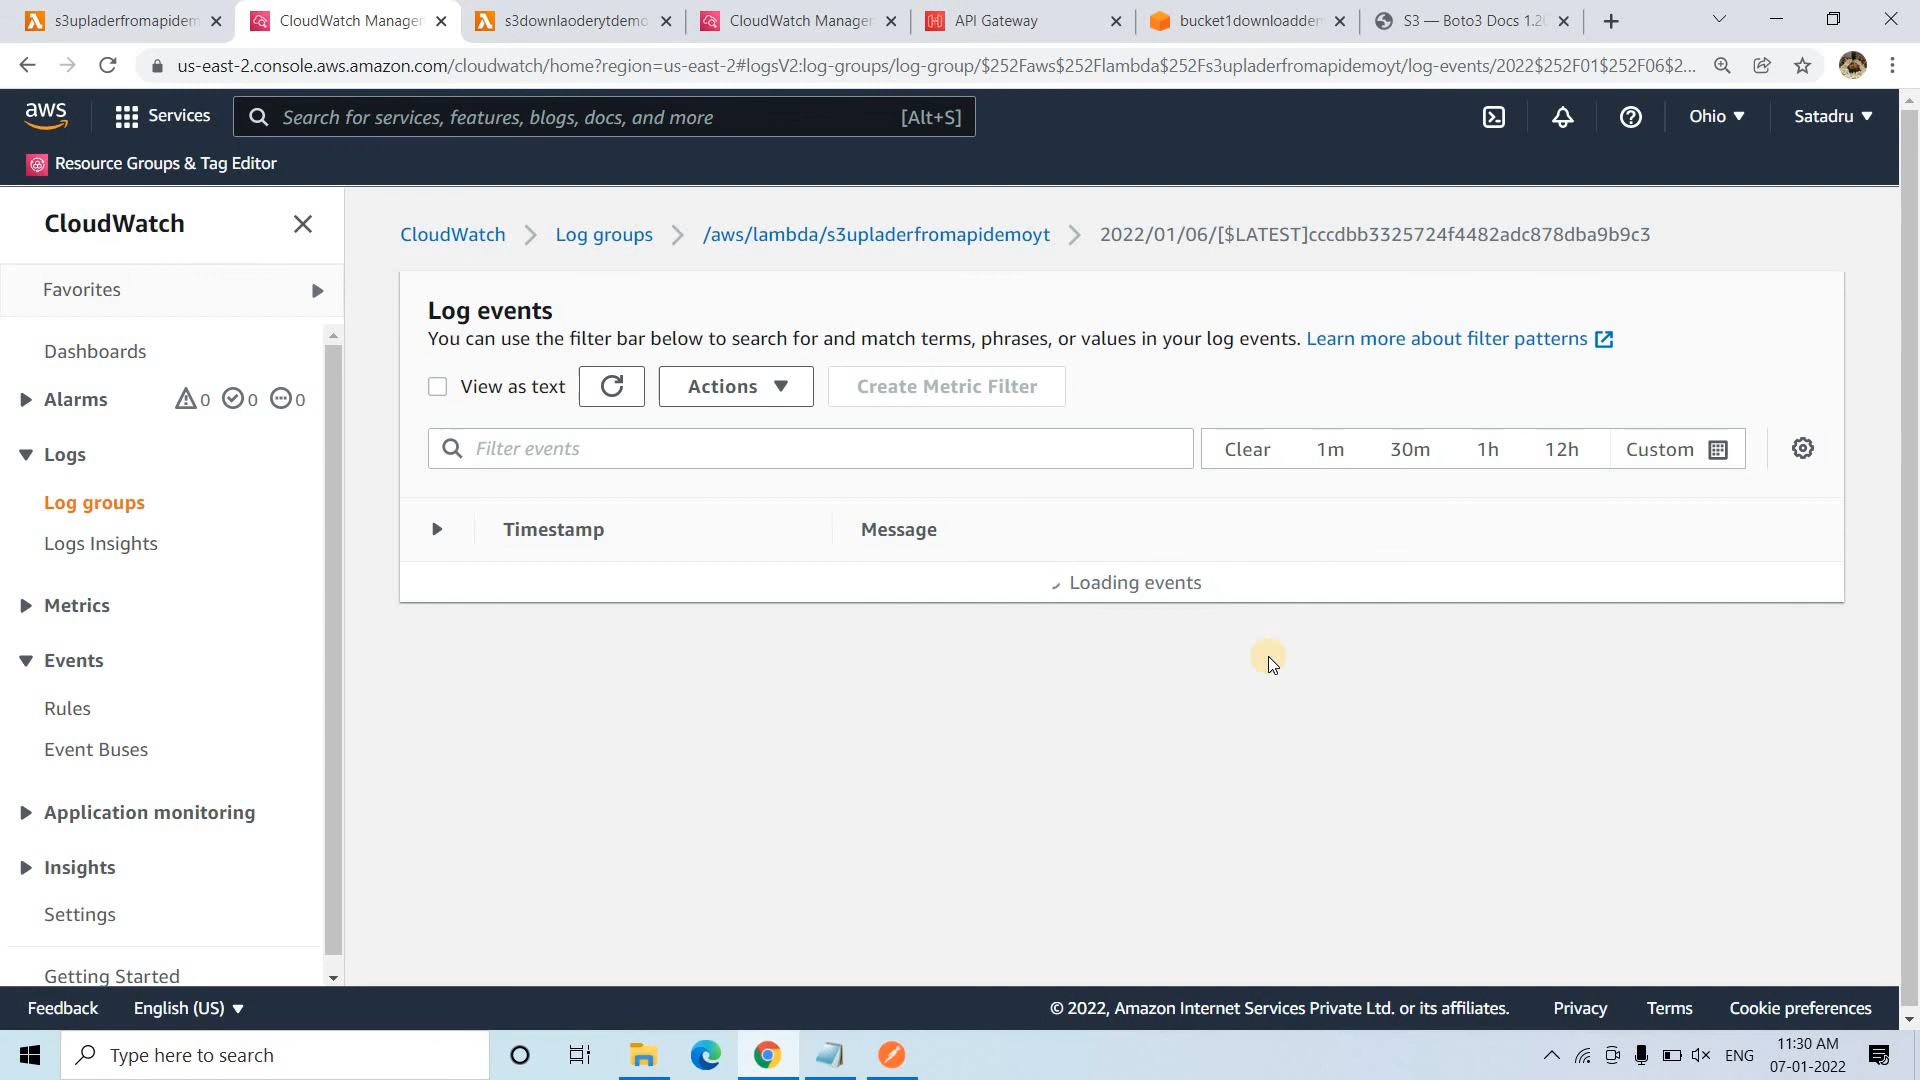 s3upladerfromapidem
CloudWatch Manager
s3downlaoderytdemo
CloudWatch Manager
API Gateway
bucket1downloaddem
S3 — Boto3 Docs 1.20
us-east-2.console.aws.amazon.com/cloudwatch/home?region=us-east-2#logsV2:log-groups/log-group/$252Faws$252Flambda$252Fs3upladerfromapidemoyt/log-events/2022$252F01$252F06$2...
aws
Services
Search for services, features, blogs, docs, and more
[Alt+S]
Ohio
Satadru
Resource Groups & Tag Editor
CloudWatch
Favorites
Dashboards
Alarms
0
0
0
Logs
Log groups
Logs Insights
Metrics
Events
Rules
Event Buses
Application monitoring
Insights
Settings
Getting Started
CloudWatch
Log groups
/aws/lambda/s3upladerfromapidemoyt
2022/01/06/[$LATEST]cccdbb3325724f4482adc878dba9b9c3
Log events
You can use the filter bar below to search for and match terms, phrases, or values in your log events. Learn more about filter patterns
View as text
Actions
Create Metric Filter
Filter events
Clear
1m
30m
1h
12h
Custom
Timestamp
Message
Loading events
Feedback
English (US)
© 2022, Amazon Internet Services Private Ltd. or its affiliates.
Privacy
Terms
Cookie preferences
Type here to search
ENG
11:30 AM
07-01-2022